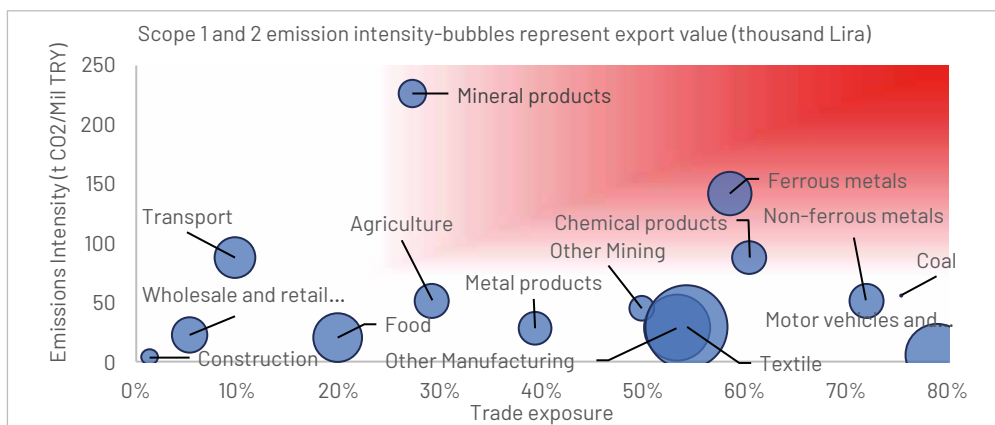 Scope 1 and 2 emission intensity-bubbles represent export value (thousand Lira)
Emissions Intensity (t CO2/Mil TRY)
250
200
150
100
50
0
Mineral products
Ferrous metals
Transport
Agriculture
Chemical products
Non-ferrous metals
Other Mining
Coal
Metal products
Wholesale and retail...
Food
Motor vehicles and...
Construction
Other Manufacturing
Textile
0%
10%
20%
30%
40%
50%
60%
70%
80%
Trade exposure